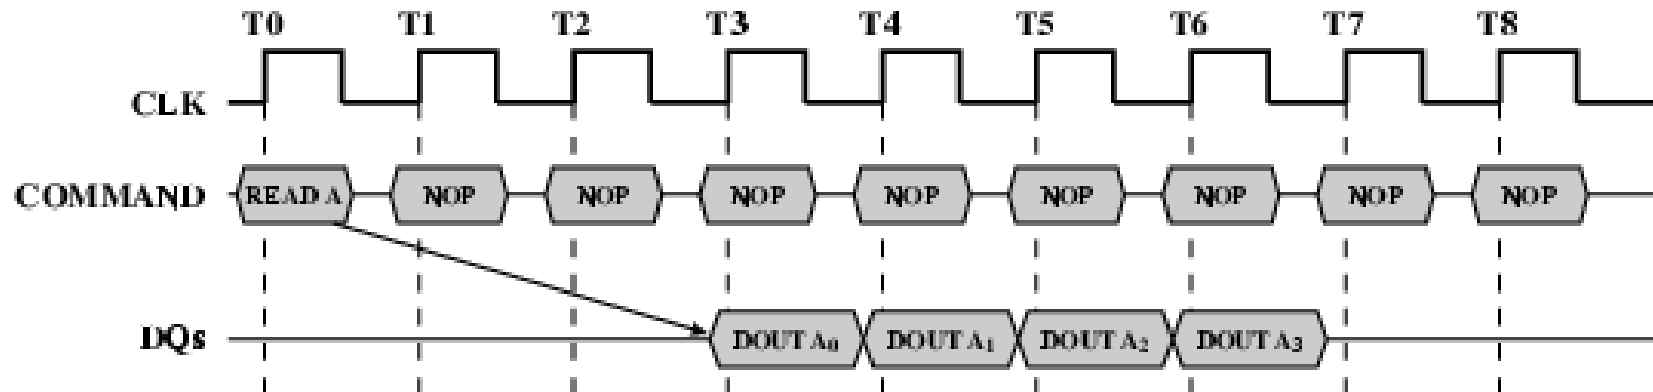 T0 T1 T2 T3 T4 T5 T6 T7 T8
CLK
COMMAND READ A NOP NOP NOP NOP NOP NOP NOP NOP
DQs DOUT A₀ DOUT A₁ DOUT A₂ DOUT A₃